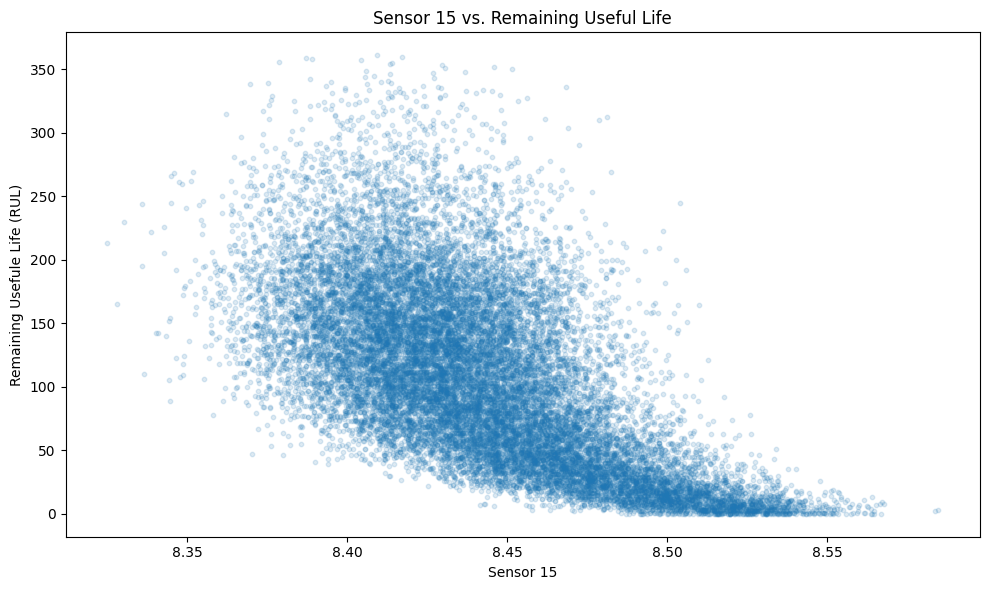 Sensor 15 vs. Remaining Useful Life
Remaining Usefule Life (RUL)
350
300
250
200
150
100
50
0
8.35 8.40 8.45 8.50 8.55
Sensor 15